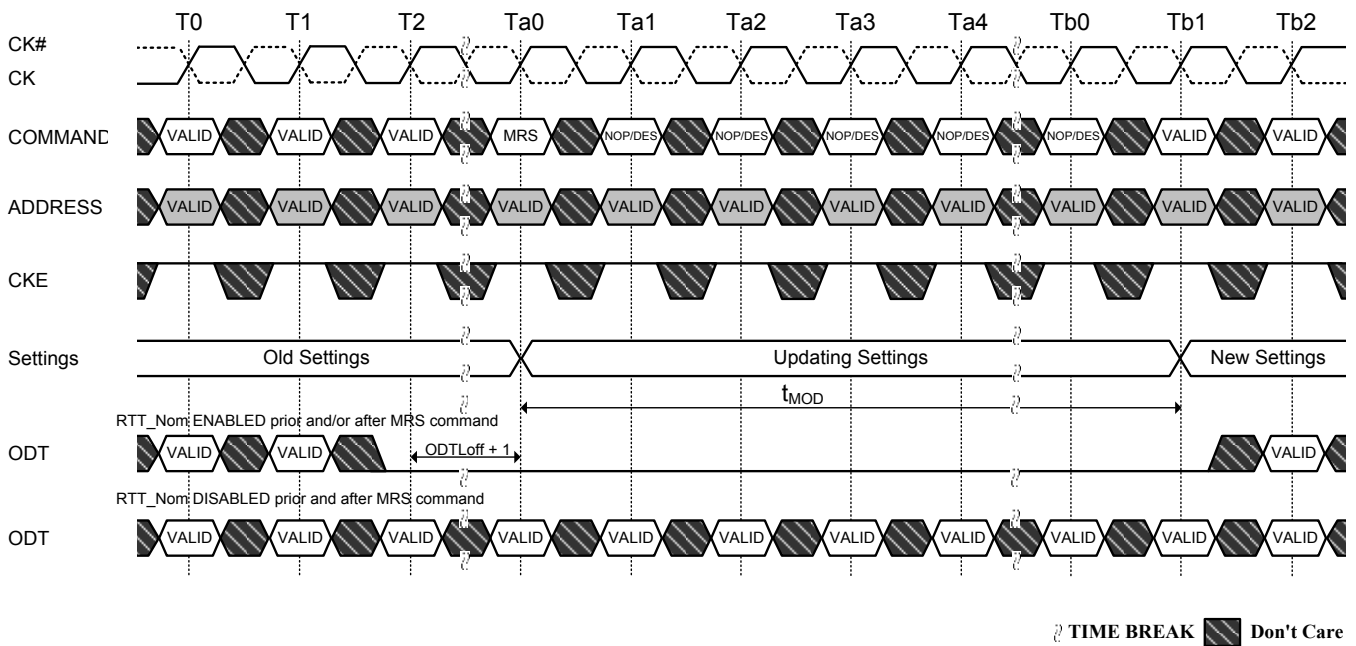 T0 T1 T2 Ta0 Ta1 Ta2 Ta3 Ta4 Tb0 Tb1 Tb2
CK#
CK
COMMAND VALID VALID VALID MRS NOP/DES NOP/DES NOP/DES NOP/DES NOP/DES VALID VALID
ADDRESS VALID VALID VALID VALID VALID VALID VALID VALID VALID VALID VALID
CKE
Settings Old Settings Updating Settings New Settings
tMOD
RTT_Nom ENABLED prior and/or after MRS command
ODT VALID VALID ODTLoff + 1 VALID
RTT_Nom DISABLED prior and after MRS command
ODT VALID VALID VALID VALID VALID VALID VALID VALID VALID VALID VALID
TIME BREAK Don't Care